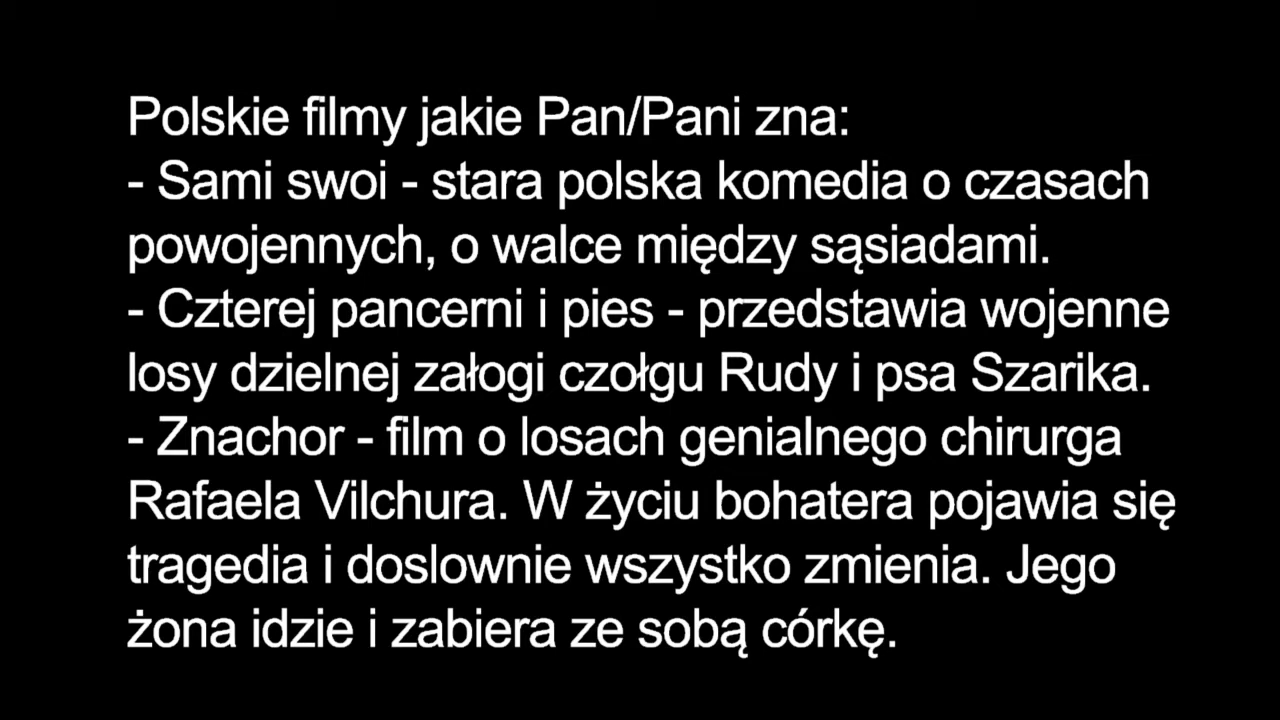 Polskie filmy jakie Pan/Pani zna:
- Sami swoi - stara polska komedia o czasach
powojennych, o walce między sąsiadami.
- Czterej pancerni i pies - przedstawia wojenne
losy dzielnej załogi czołgu Rudy i psa Szarika.
- Znachor - film o losach genialnego chirurga
Rafaela Vilchura. W życiu bohatera pojawia się
tragedia i doslownie wszystko zmienia. Jego
żona idzie i zabiera ze sobą córkę.